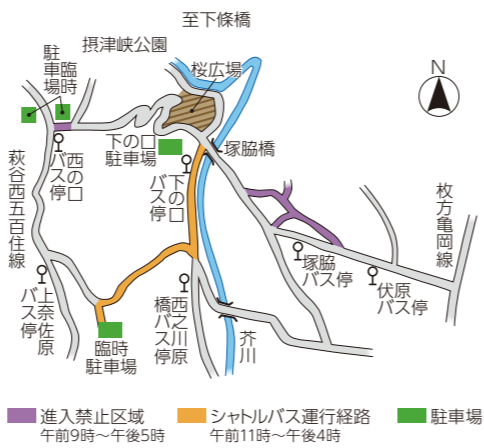 至下條橋
摂津峡公園
桜広場
臨時
駐車場
N
下の口
駐車場
塚脇橋
西の口
バス停
下の口
バス停
萩谷西五百住線
枚方亀岡線
塚脇
バス停
伏原
バス停
上奈佐原
バス停
西之川原
橋バス停
芥川
臨時
駐車場
進入禁止区域
午前9時～午後5時
シャトルバス運行経路
午前11時～午後4時
駐車場